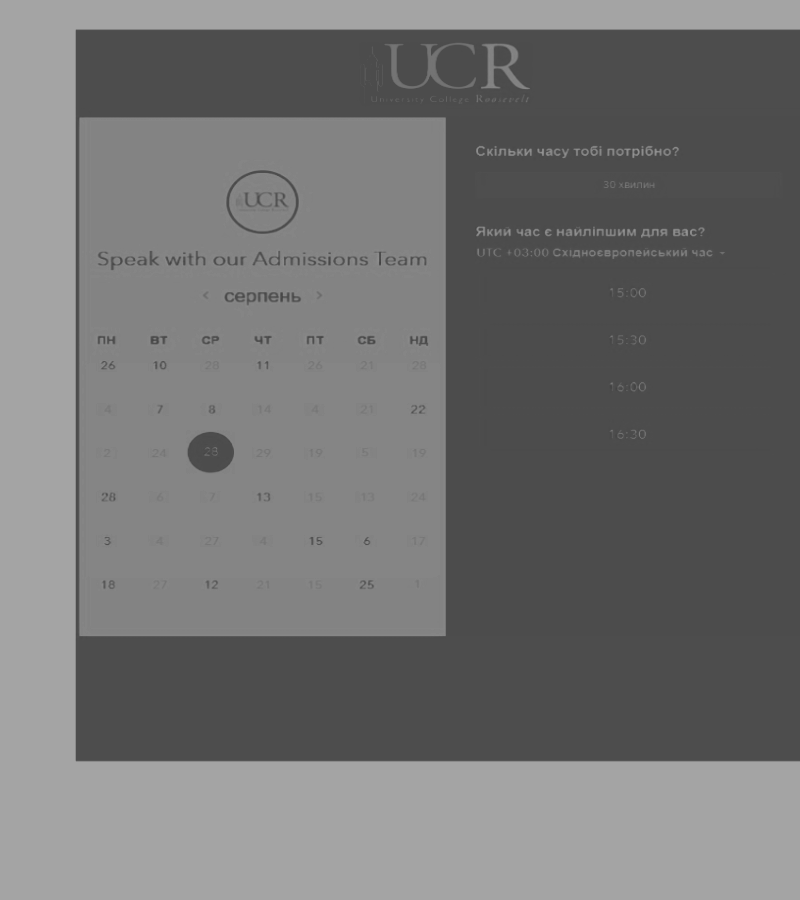 UCR
University College Roosevelt
UCR
Speak with our Admissions Team
‹ серпень ›
ПН ВТ СР ЧТ ПТ СБ НД
26 10 28 11 26 21 28
4 7 8 14 4 21 22
2 24 28 29 19 5 19
28 6 7 13 15 13 24
3 4 27 4 15 6 17
18 27 12 21 15 25 1
Скільки часу тобі потрібно?
30 хвилин
Який час є найліпшим для вас?
UTC +03:00 Східноєвропейський час
15:00
15:30
16:00
16:30